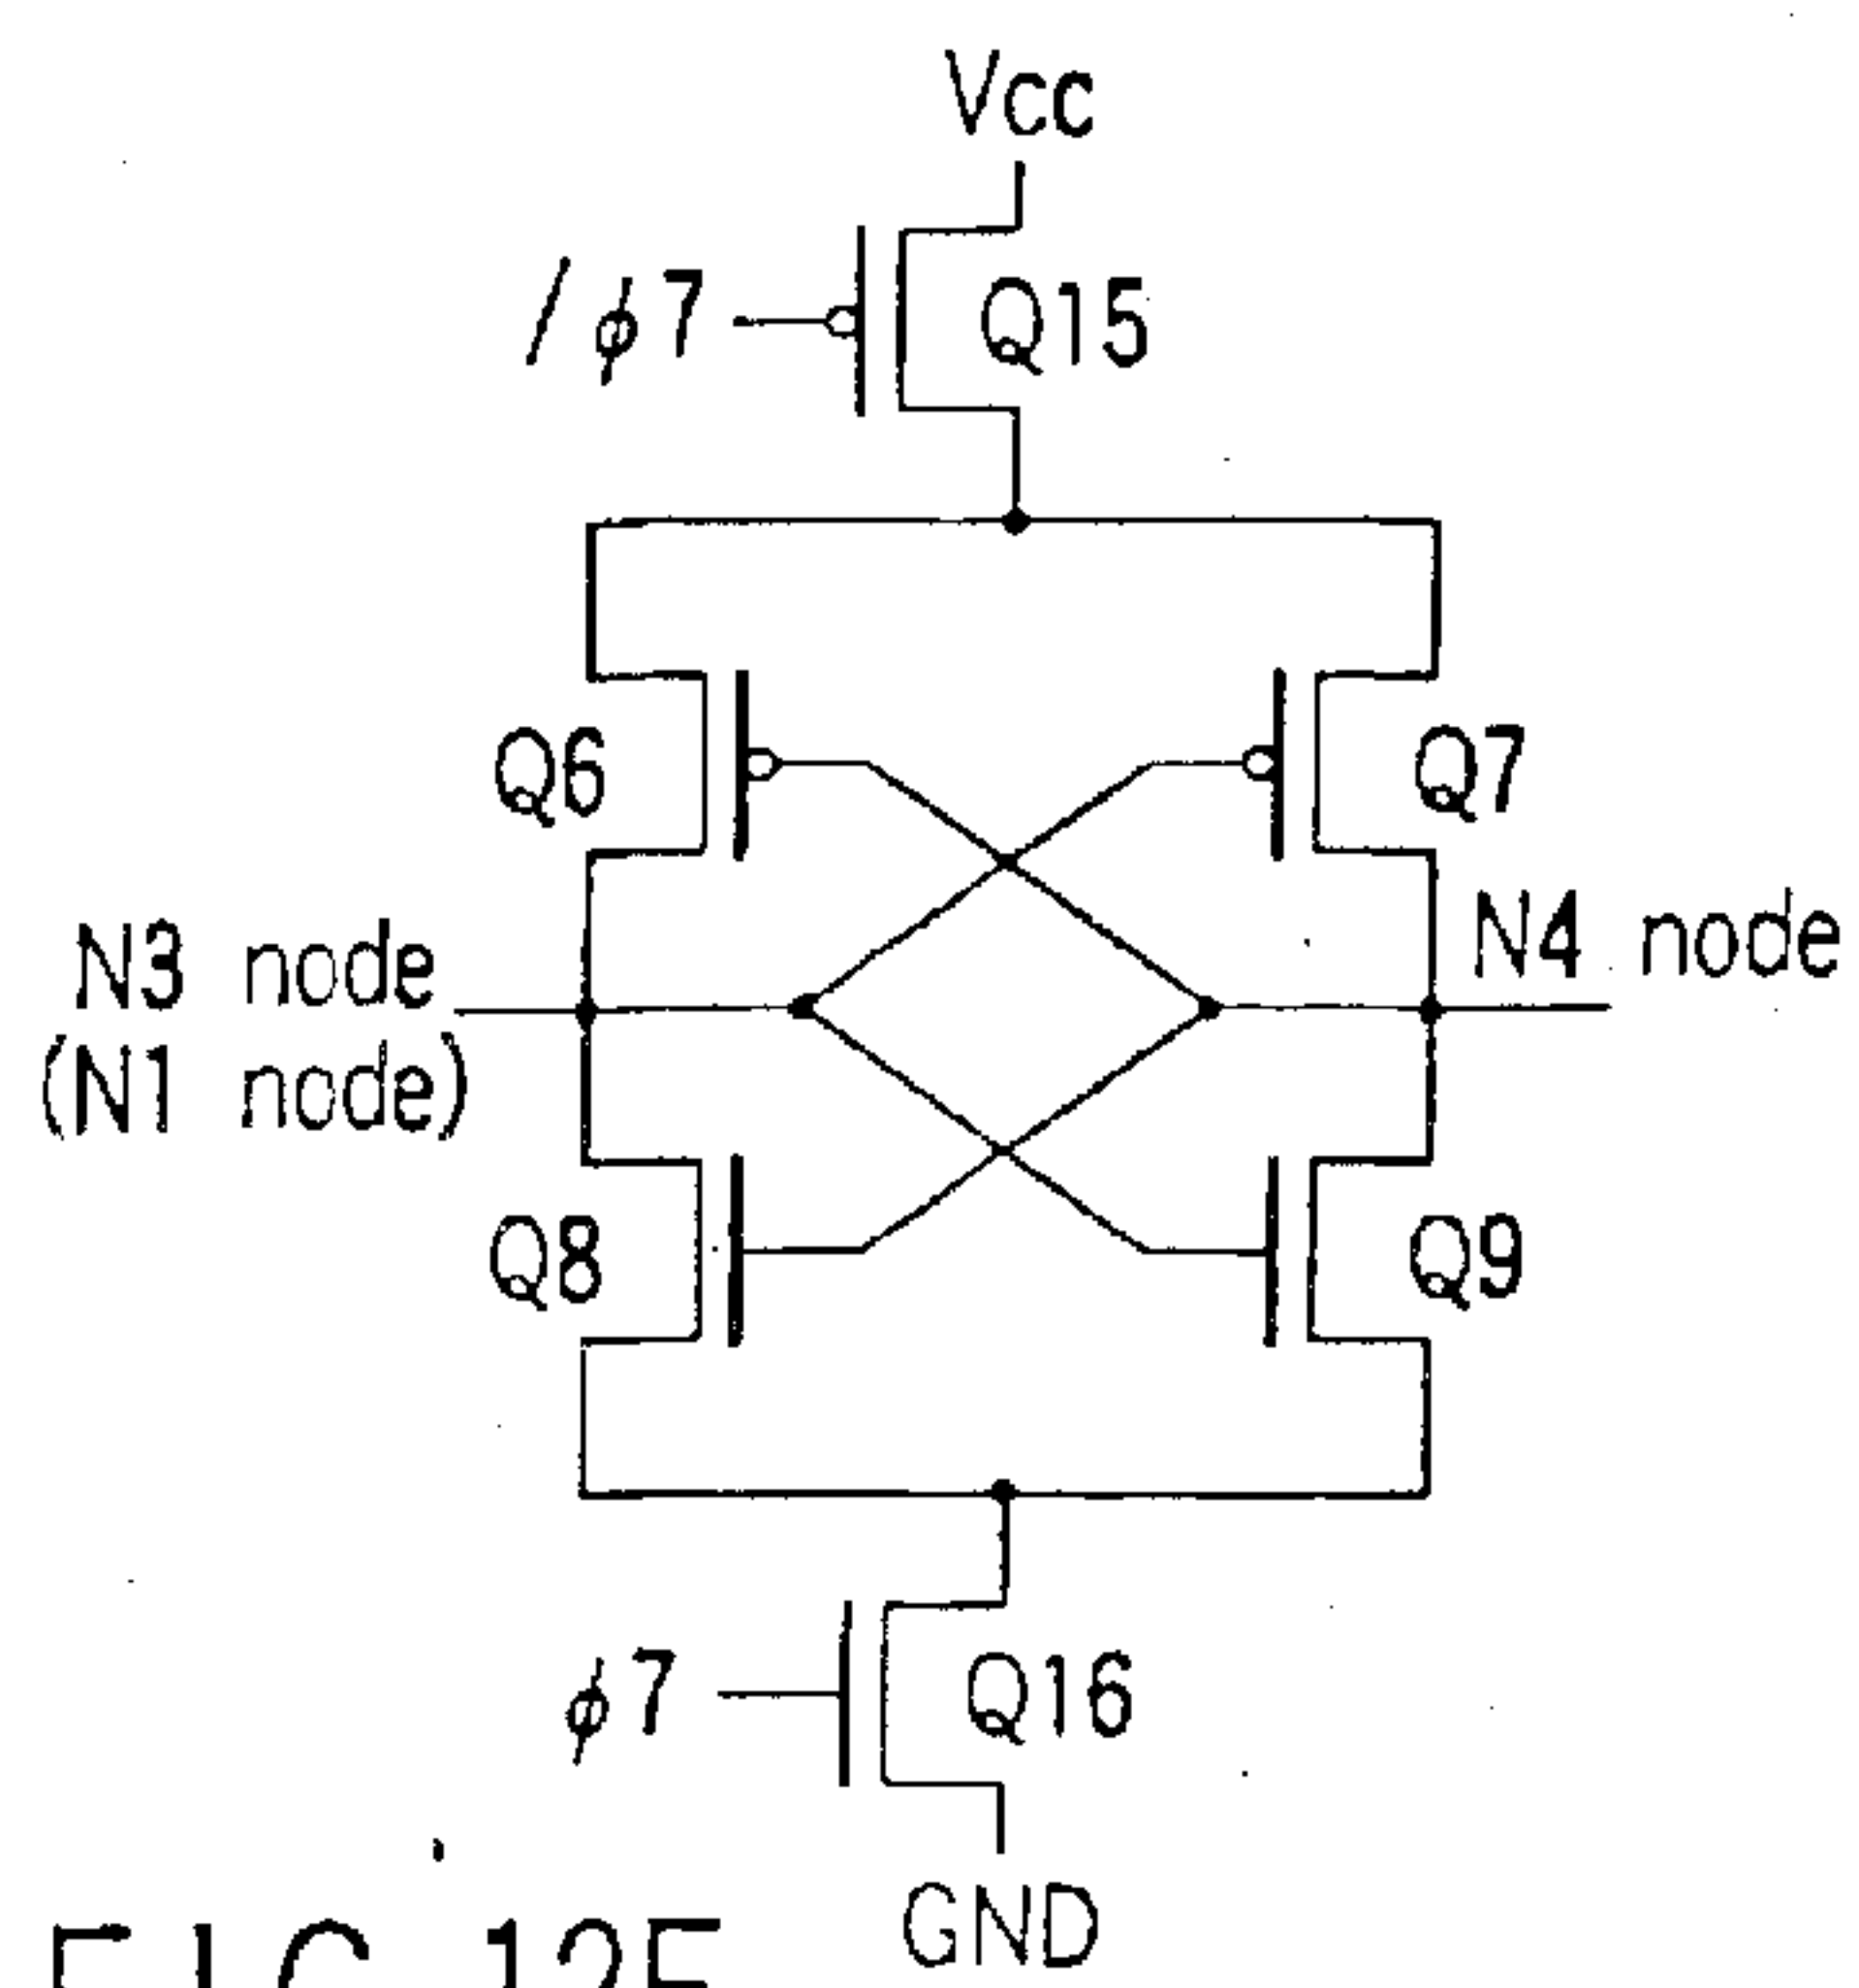 Vcc
/φ7
Q15
Q6
Q7
N3 node
N4 node
(N1 node)
Q8
Q9
φ7
Q16
GND